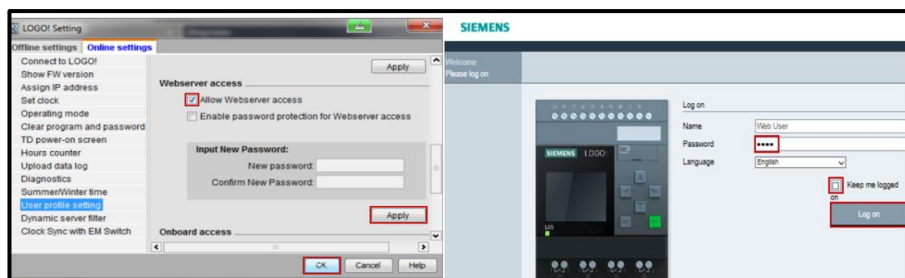 LOGO! Setting
Offline settings Online settings
Connect to LOGO!
Show FW version
Assign IP address
Set clock
Operating mode
Clear program and password
TD power-on screen
Hours counter
Upload data log
Diagnostics
Summer/Winter time
User profile setting
Dynamic server filter
Clock Sync with EM Switch
Apply
Webserver access
Allow Webserver access
Enable password protection for Webserver access
Input New Password:
New password:
Confirm New Password:
Apply
Onboard access
OK Cancel Help
SIEMENS
Welcome
Please log on
SIEMENS LOGO!
Log on
Name Web User
Password ••••
Language English
Keep me logged
on
Log on